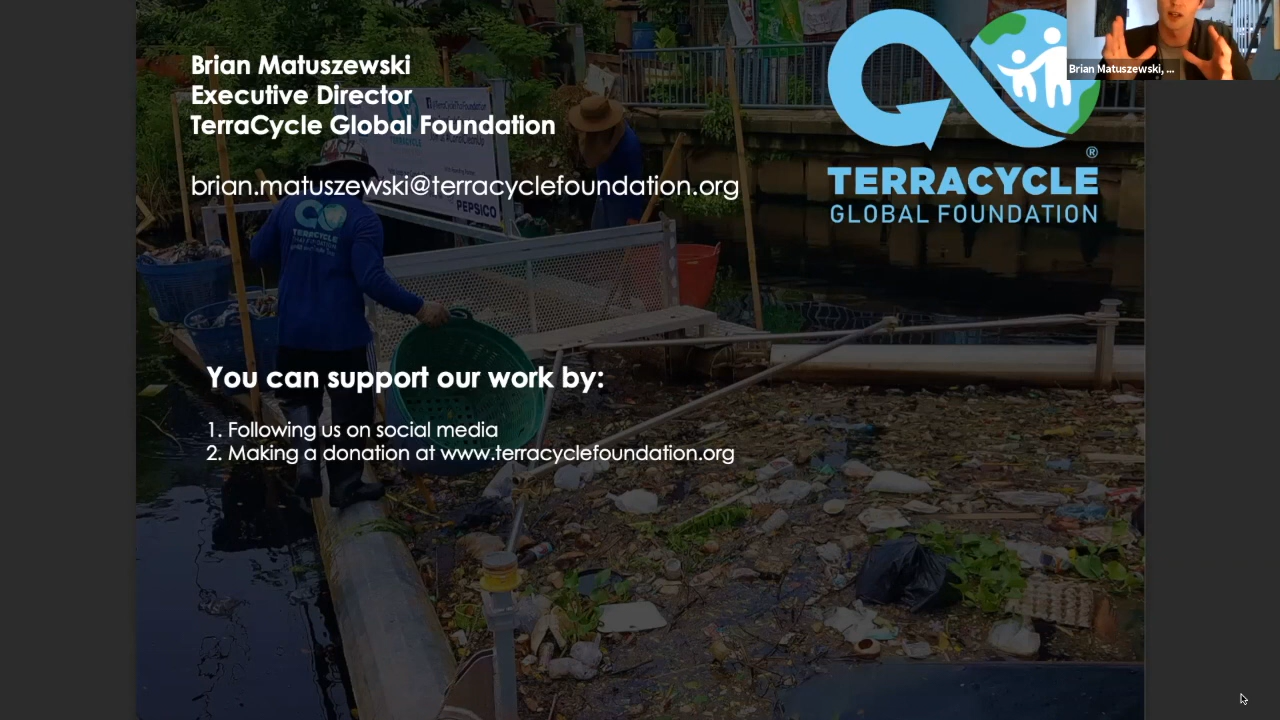 Brian Matuszewski
Executive Director
TerraCycle Global Foundation
brian.matuszewski@terracyclefoundation.org
TERRACYCLE
®
GLOBAL FOUNDATION
Brian Matuszewski, ...
PEPSICO
TERRACYCLE
You can support our work by:
1. Following us on social media
2. Making a donation at www.terracyclefoundation.org